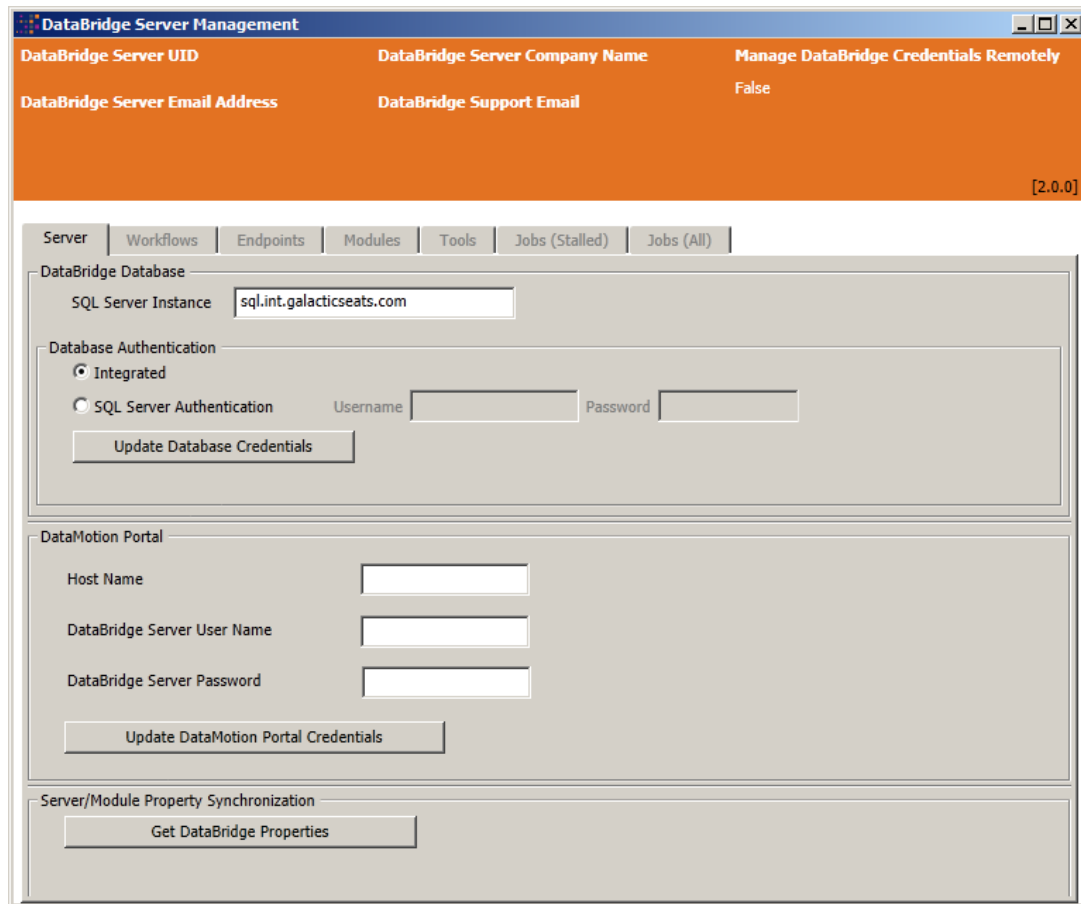 DataBridge Server Management
DataBridge Server UID
DataBridge Server Company Name
Manage DataBridge Credentials Remotely
False
DataBridge Server Email Address
DataBridge Support Email
[2.0.0]
Server Workflows Endpoints Modules Tools Jobs (Stalled) Jobs (All)
DataBridge Database
SQL Server Instance sql.int.galacticseats.com
Database Authentication
Integrated
SQL Server Authentication Username Password
Update Database Credentials
DataMotion Portal
Host Name
DataBridge Server User Name
DataBridge Server Password
Update DataMotion Portal Credentials
Server/Module Property Synchronization
Get DataBridge Properties